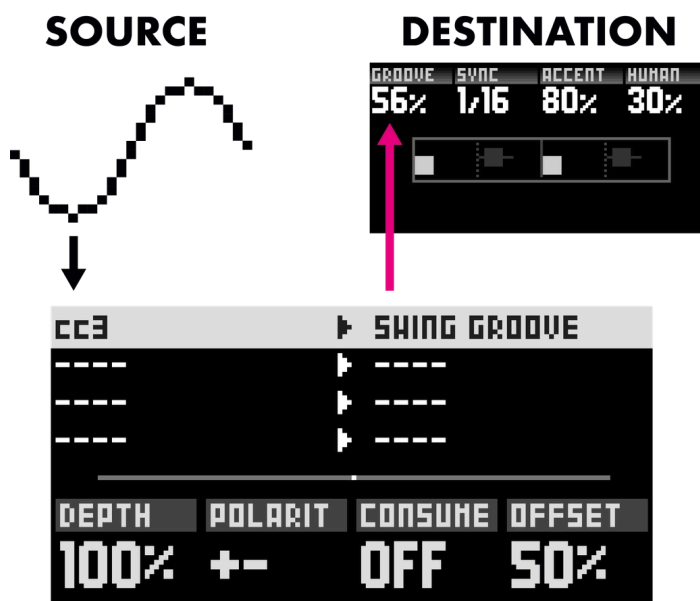 SOURCE
DESTINATION
GROOVE SYNC ACCENT HUMAN
56% 1/16 80% 30%
cc3 SWING GROOVE
---- ----
---- ----
---- ----
DEPTH POLARIT CONSUME OFFSET
100% +- OFF 50%